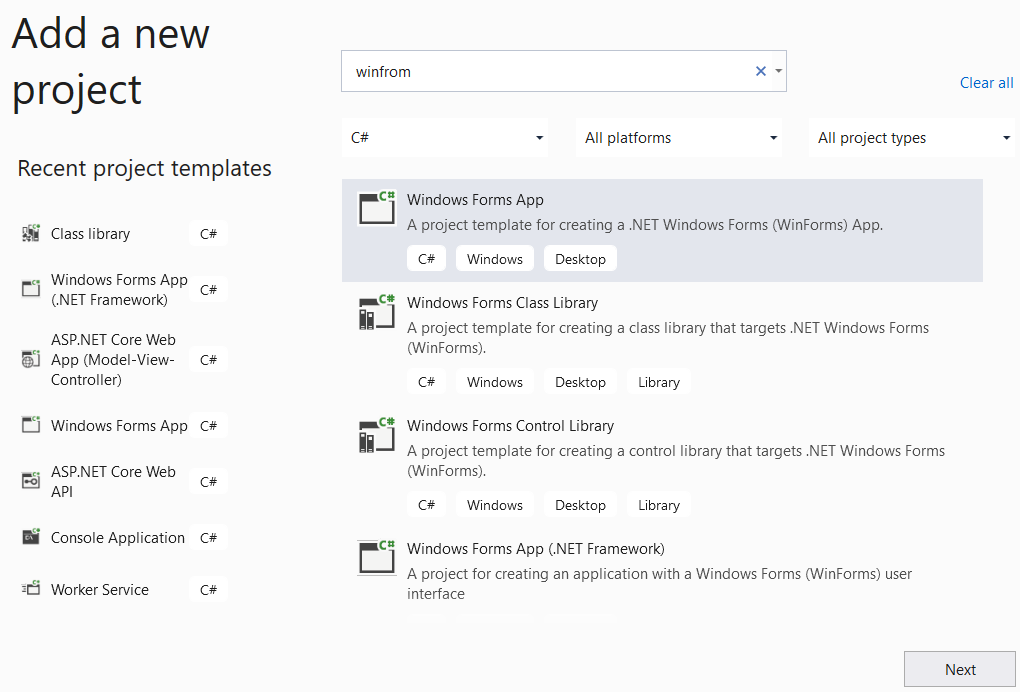 Add a new
project
winfrom
Clear all
C#
All platforms
All project types
Recent project templates
Class library
C#
Windows Forms App
(.NET Framework)
C#
ASP.NET Core Web
App (Model-View-
Controller)
C#
Windows Forms App
C#
ASP.NET Core Web
API
C#
Console Application
C#
Worker Service
C#
Windows Forms App
A project template for creating a .NET Windows Forms (WinForms) App.
C#
Windows
Desktop
Windows Forms Class Library
A project template for creating a class library that targets .NET Windows Forms
(WinForms).
C#
Windows
Desktop
Library
Windows Forms Control Library
A project template for creating a control library that targets .NET Windows Forms
(WinForms).
C#
Windows
Desktop
Library
Windows Forms App (.NET Framework)
A project for creating an application with a Windows Forms (WinForms) user
interface
Next